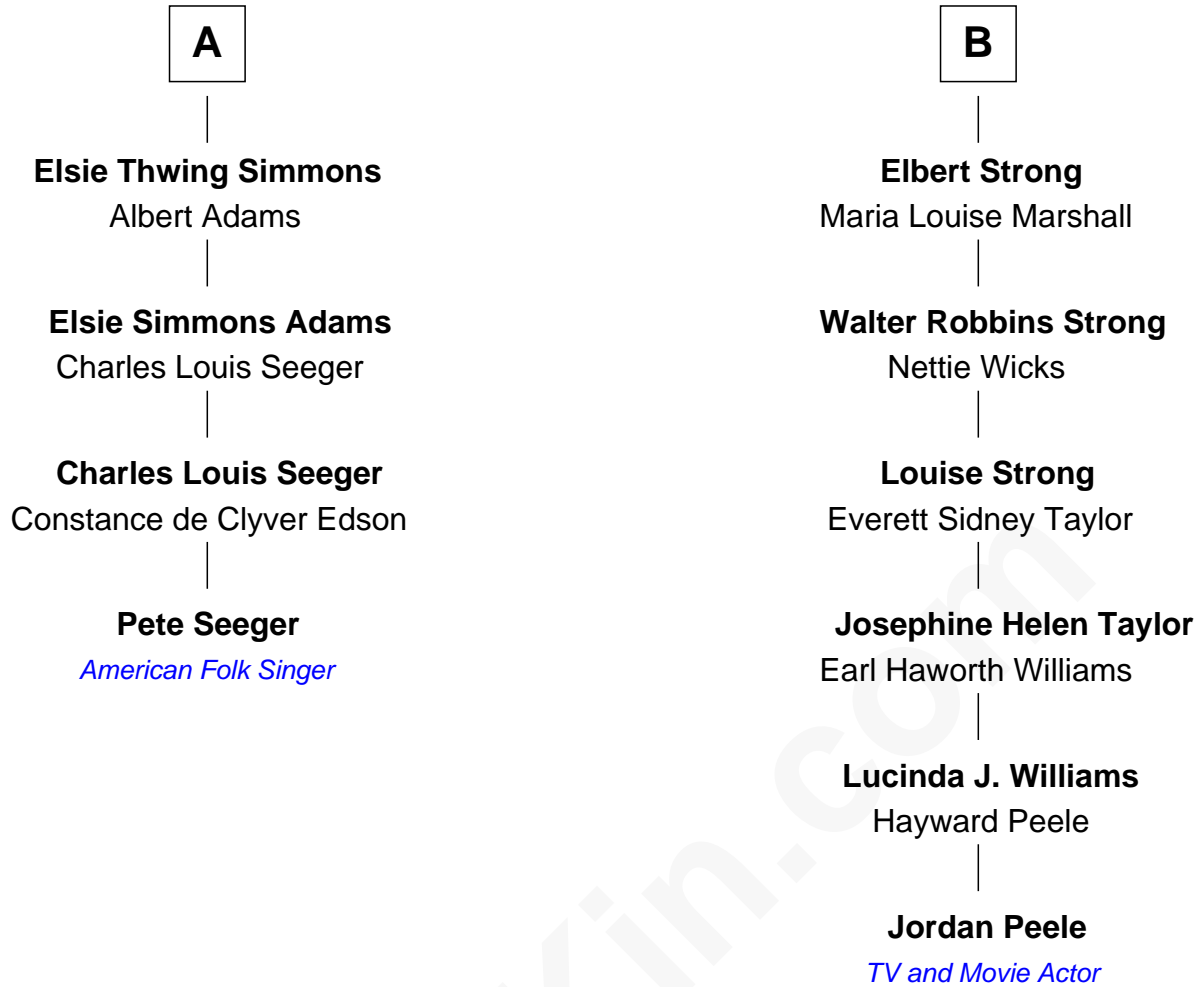 A
Elsie Thwing Simmons
Albert Adams
Elsie Simmons Adams
Charles Louis Seeger
Charles Louis Seeger
Constance de Clyver Edson
Pete Seeger
American Folk Singer
B
Elbert Strong
Maria Louise Marshall
Walter Robbins Strong
Nettie Wicks
Louise Strong
Everett Sidney Taylor
Josephine Helen Taylor
Earl Haworth Williams
Lucinda J. Williams
Hayward Peele
Jordan Peele
TV and Movie Actor
Kin.com